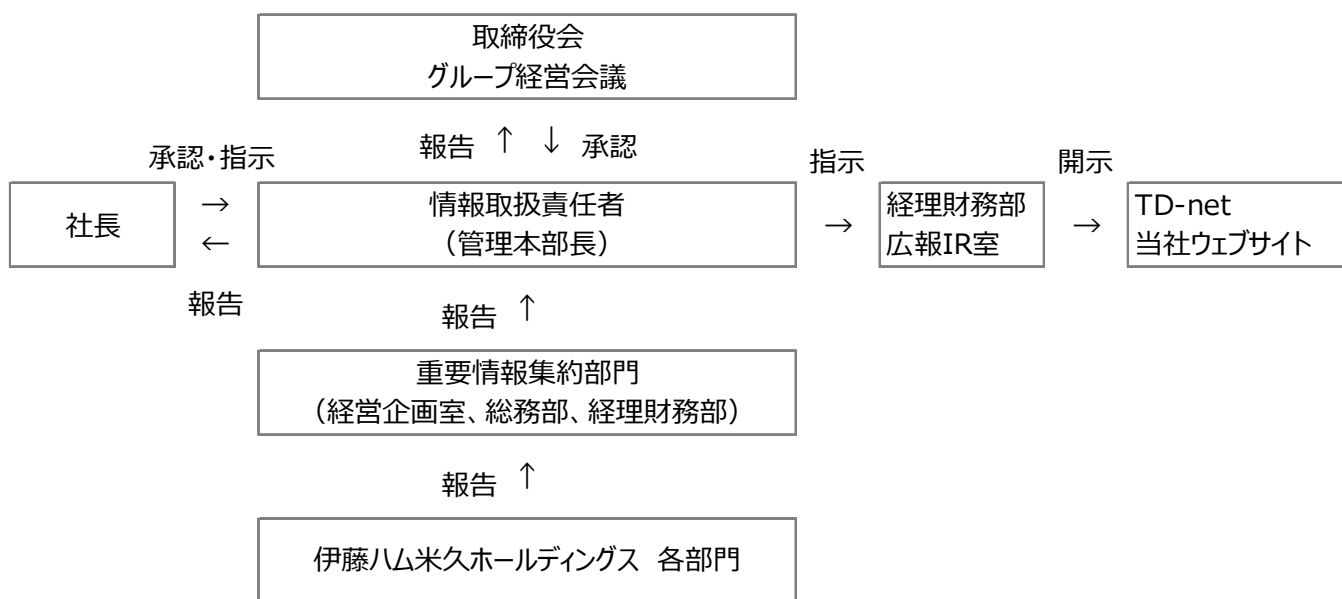 取締役会
グループ経営会議
報告 ↑ ↓ 承認
承認・指示
指示
開示
社長
→
←
情報取扱責任者
（管理本部長）
→
経理財務部
広報IR室
→
TD-net
当社ウェブサイト
報告
報告 ↑
重要情報集約部門
（経営企画室、総務部、経理財務部）
報告 ↑
伊藤ハム米久ホールディングス 各部門